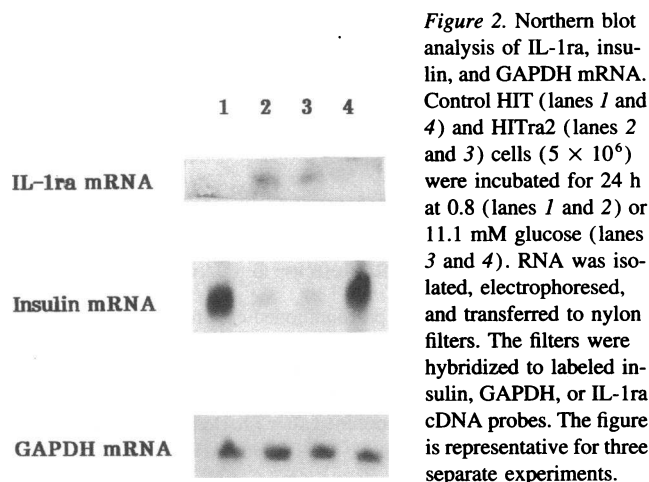 1 2 3 4
IL-1ra mRNA
Insulin mRNA
GAPDH mRNA
Figure 2. Northern blot
analysis of IL-1ra, insu-
lin, and GAPDH mRNA.
Control HIT (lanes 1 and
4) and HITra2 (lanes 2
and 3) cells (5 × 10⁶)
were incubated for 24 h
at 0.8 (lanes 1 and 2) or
11.1 mM glucose (lanes
3 and 4). RNA was iso-
lated, electrophoresed,
and transferred to nylon
filters. The filters were
hybridized to labeled in-
sulin, GAPDH, or IL-1ra
cDNA probes. The figure
is representative for three
separate experiments.